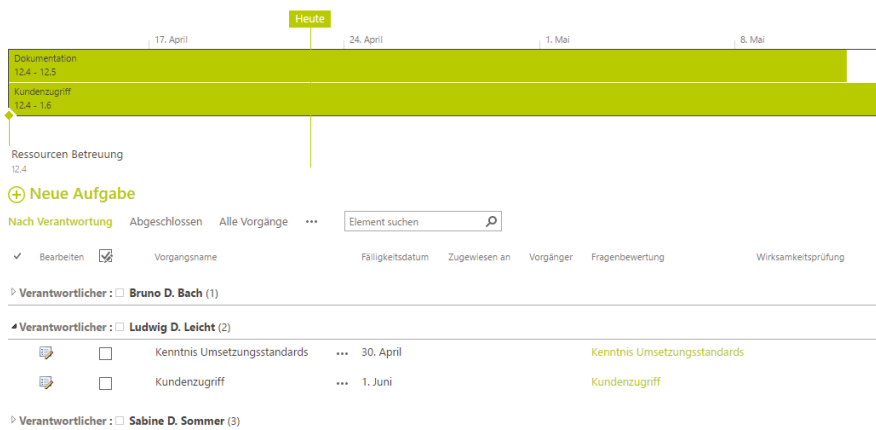 Heute
17. April 24. April 1. Mai 8. Mai
Dokumentation
12.4 - 12.5
Kundenzugriff
12.4 - 1.6
Ressourcen Betreuung
12.4
Neue Aufgabe
Nach Verantwortung Abgeschlossen Alle Vorgänge ••• Element suchen
Bearbeiten Vorgangsname Fälligkeitsdatum Zugewiesen an Vorgänger Fragenbewertung Wirksamkeitsprüfung
Verantwortlicher : Bruno D. Bach (1)
Verantwortlicher : Ludwig D. Leicht (2)
Kenntnis Umsetzungsstandards ••• 30. April Kenntnis Umsetzungsstandards
Kundenzugriff ••• 1. Juni Kundenzugriff
Verantwortlicher : Sabine D. Sommer (3)